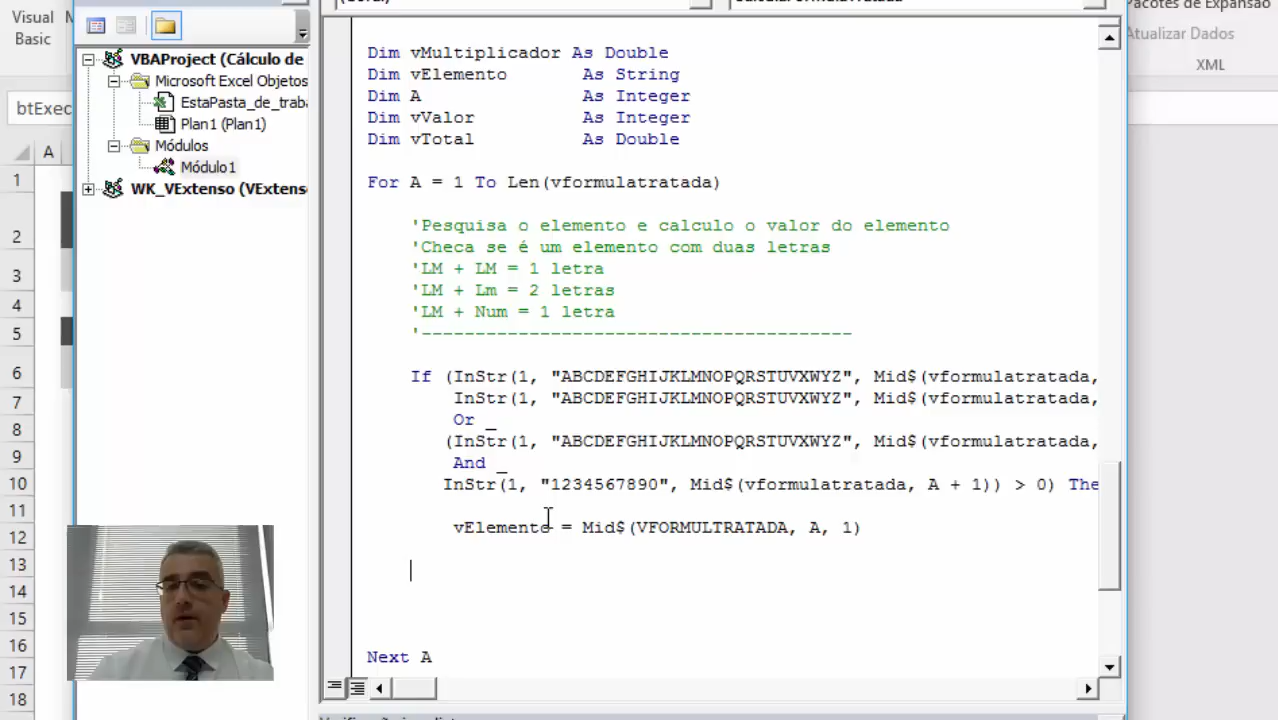 Visual
Basic
Pacotes de Expansão
Atualizar Dados
XML
VBAProject (Cálculo de
Microsoft Excel Objetos
EstaPasta_de_trab
Plan1 (Plan1)
Módulos
Módulo1
WK_VExtenso (VExtens
btExec
A
1
2
3
4
5
6
7
8
9
10
11
12
13
14
15
16
17
18
Dim vMultiplicador As Double
Dim vElemento As String
Dim A As Integer
Dim vValor As Integer
Dim vTotal As Double
For A = 1 To Len(vformulatratada)
'Pesquisa o elemento e calculo o valor do elemento
'Checa se é um elemento com duas letras
'LM + LM = 1 letra
'LM + Lm = 2 letras
'LM + Num = 1 letra
'----------------------------------------
If (InStr(1, "ABCDEFGHIJKLMNOPQRSTUVXWYZ", Mid$(vformulatratada,
InStr(1, "ABCDEFGHIJKLMNOPQRSTUVXWYZ", Mid$(vformulatratada,
Or _
(InStr(1, "ABCDEFGHIJKLMNOPQRSTUVXWYZ", Mid$(vformulatratada,
And _
InStr(1, "1234567890", Mid$(vformulatratada, A + 1)) > 0) The
vElemento = Mid$(VFORMULTRATADA, A, 1)
Next A